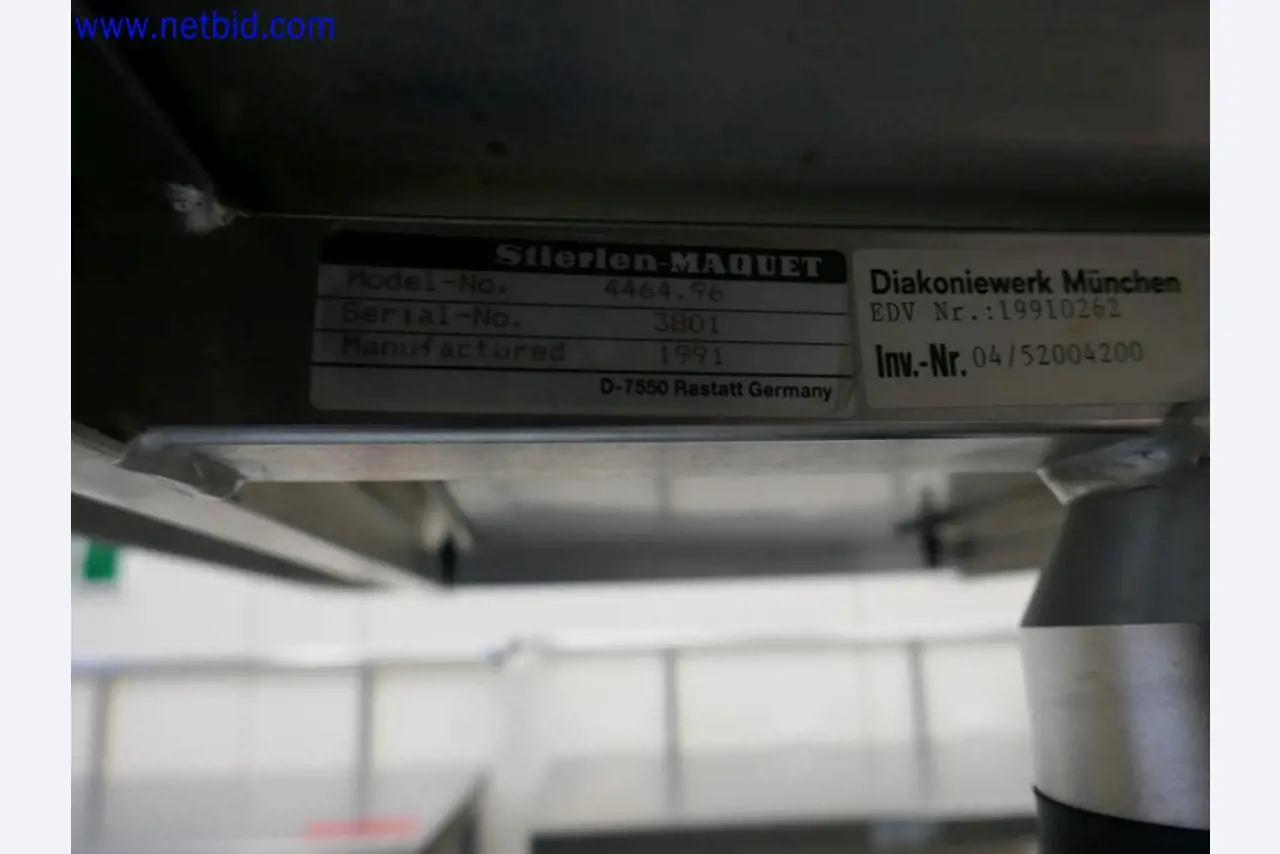 www.netbid.com
Stierlen-MAQUET
Model-No. 4464.96
Serial-No. 3801
Manufactured 1991
D-7550 Rastatt Germany
Diakoniewerk München
EDV Nr.:19910262
Inv.-Nr. 04/52004200